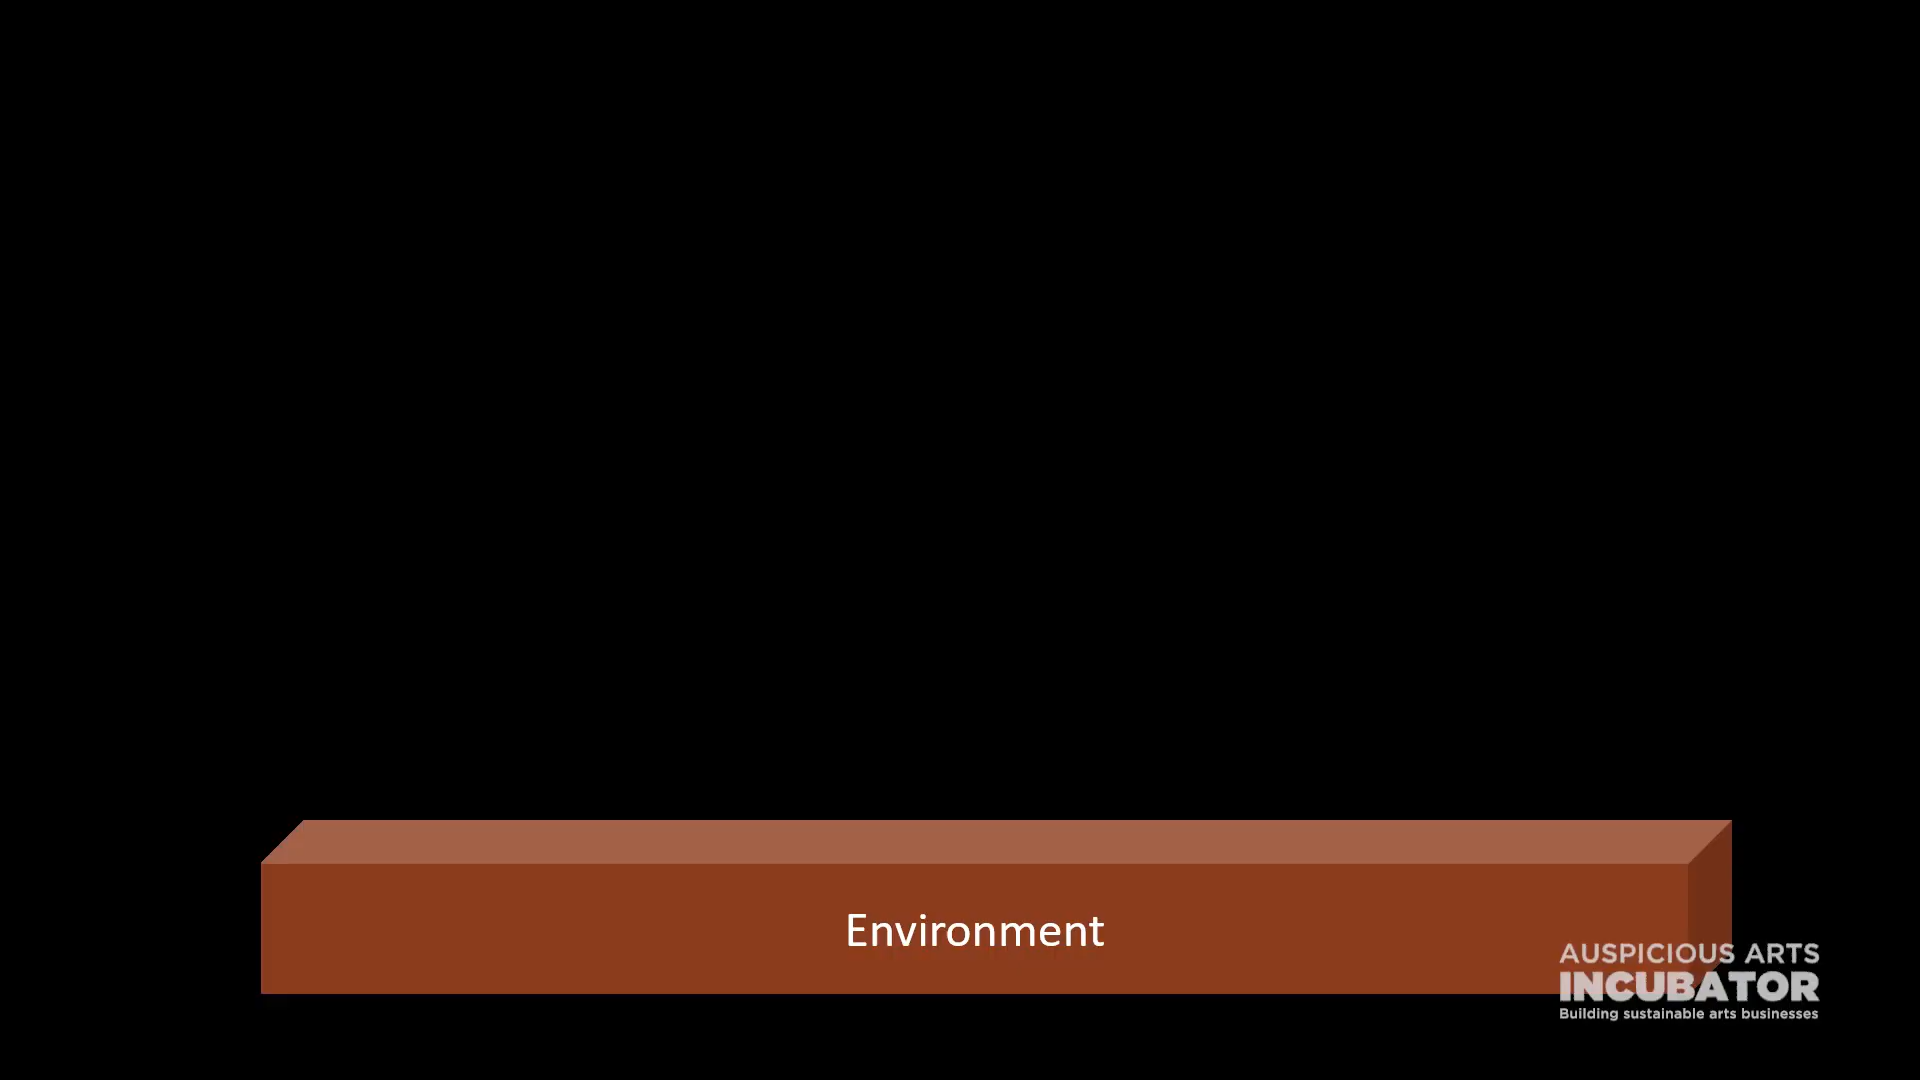 Environment
AUSPICIOUS ARTS
INCUBATOR
Building sustainable arts businesses